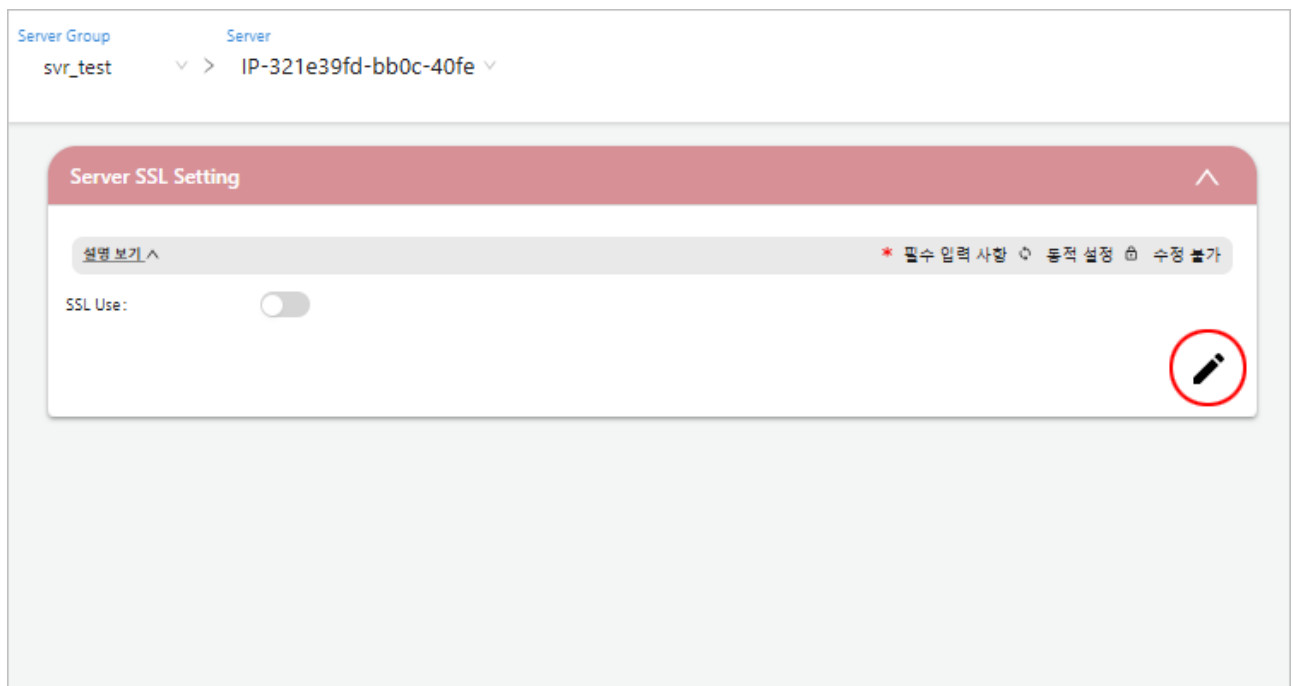 Server Group Server
svr_test > IP-321e39fd-bb0c-40fe
Server SSL Setting
설명 보기 * 필수 입력 사항 동적 설정 수정 불가
SSL Use: